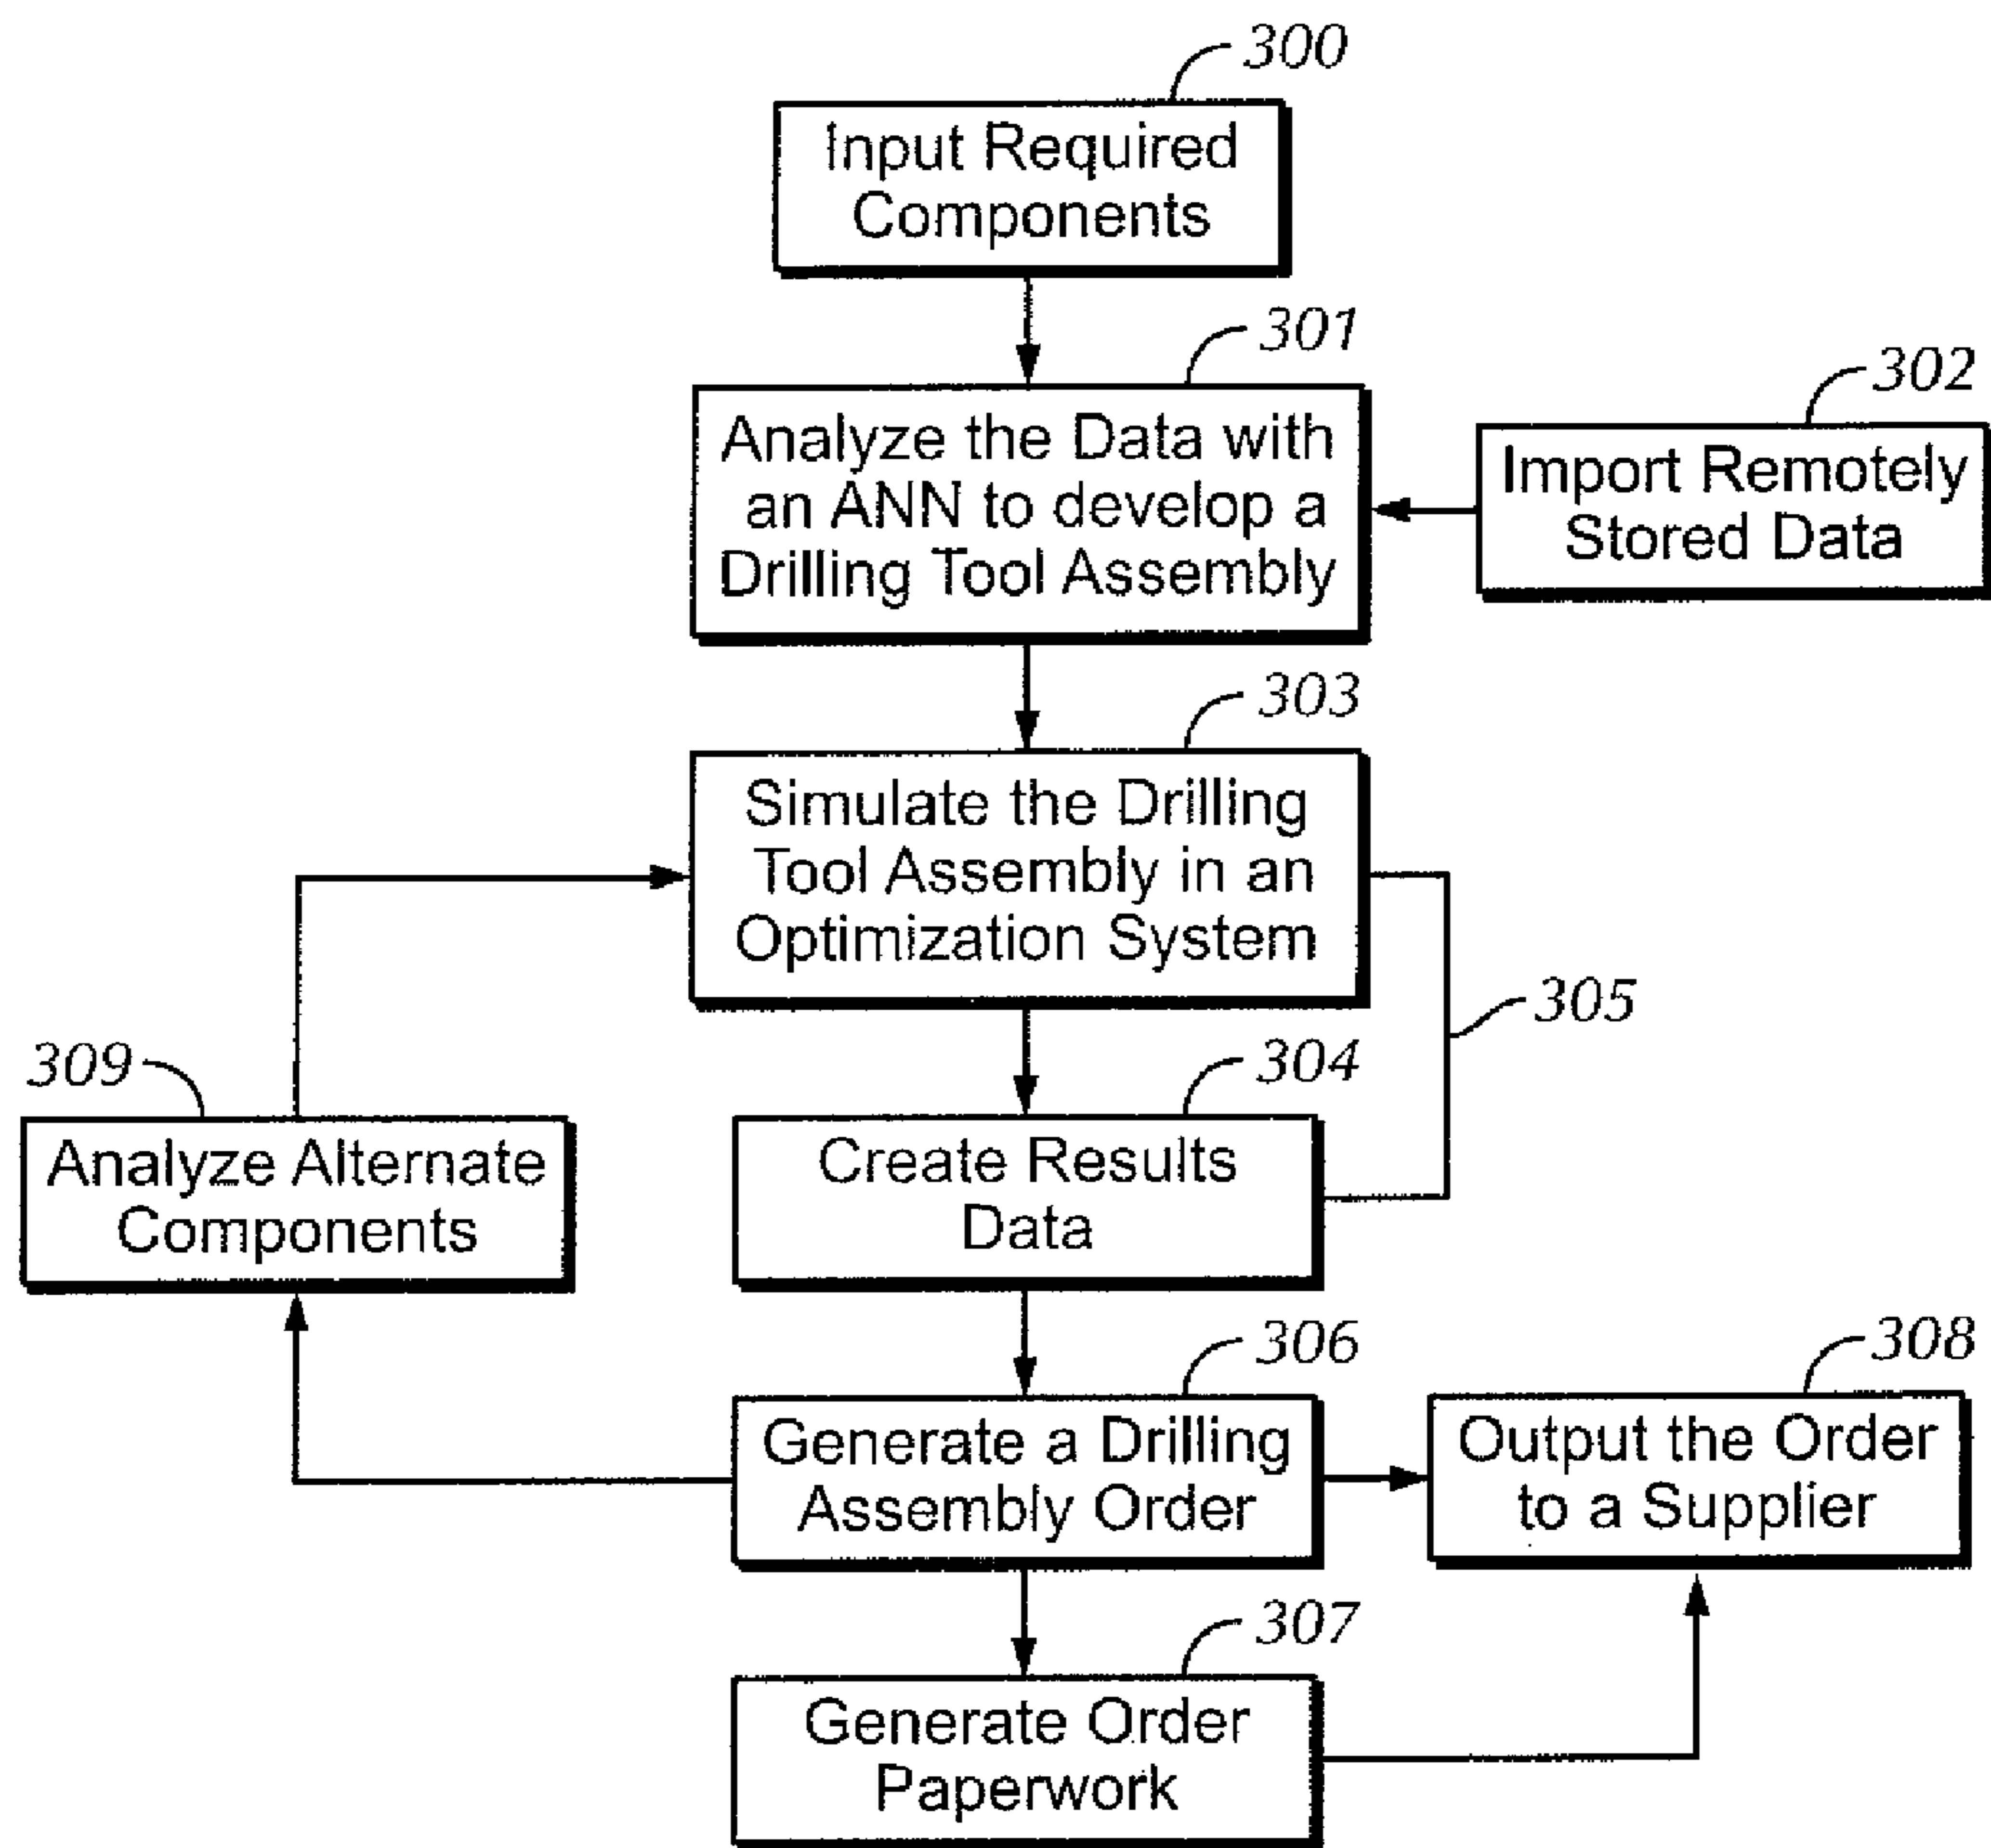 300
Input Required
Components
301
Analyze the Data with
an ANN to develop a
Drilling Tool Assembly
302
Import Remotely
Stored Data
303
Simulate the Drilling
Tool Assembly in an
Optimization System
305
309
Analyze Alternate
Components
304
Create Results
Data
306
Generate a Drilling
Assembly Order
308
Output the Order
to a Supplier
307
Generate Order
Paperwork